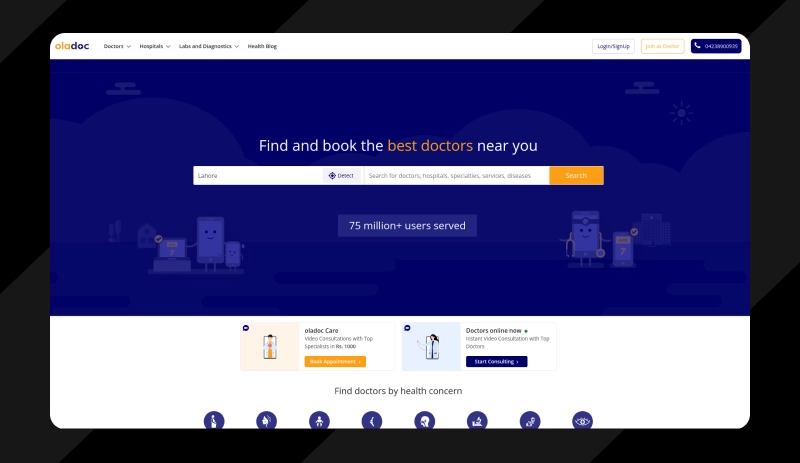 oladoc
Doctors
Hospitals
Labs and Diagnostics
Health Blog
Login/SignUp
Join as Doctor
04238900939
Find and book the best doctors near you
Lahore
Detect
Search for doctors, hospitals, specialties, services, diseases
Search
75 million+ users served
7
7
oladoc Care
Video Consultations with Top
Specialists in Rs. 1000
Book Appointment ›
Doctors online now
Instant Video Consultation with Top
Doctors
Start Consulting ›
Find doctors by health concern